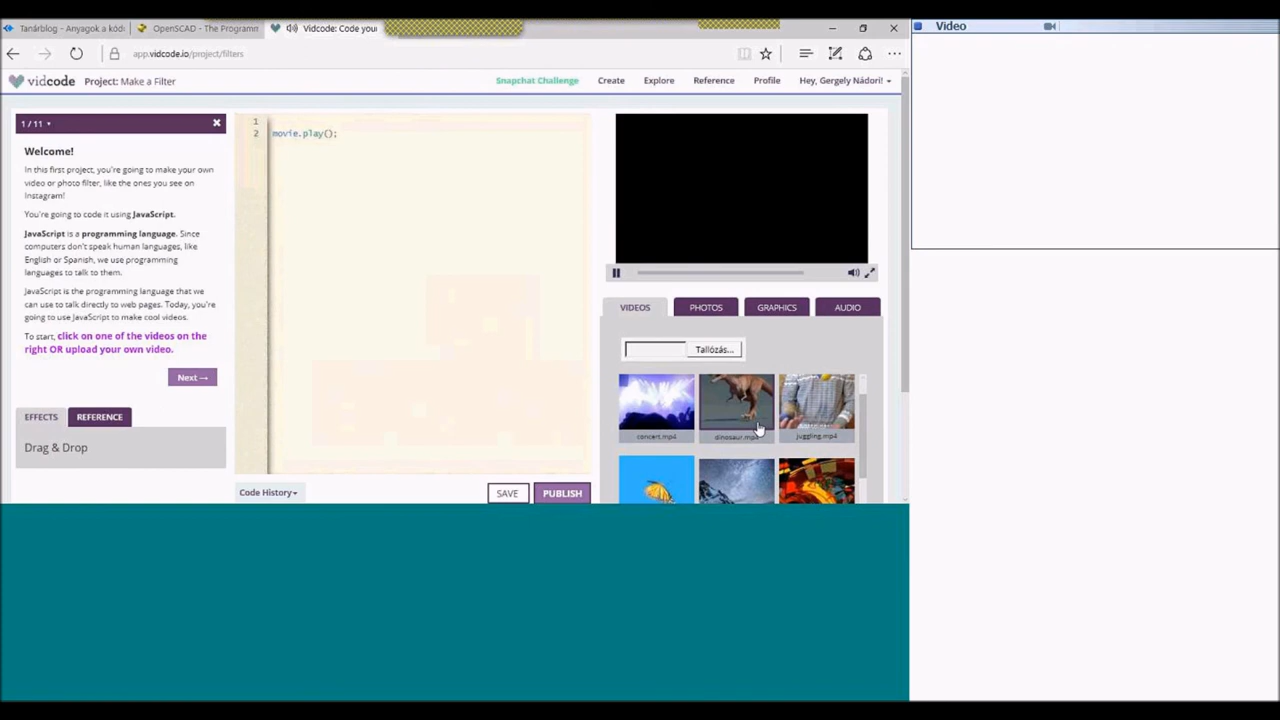 Tanárblog - Anyagok a kódo
OpenSCAD - The Programm
Vidcode: Code your
Video
app.vidcode.io/project/filters
vidcode
Project: Make a Filter
Snapchat Challenge
Create
Explore
Reference
Profile
Hey, Gergely Nádori!
1 / 11
Welcome!
In this first project, you're going to make your own
video or photo filter, like the ones you see on
Instagram!
You're going to code it using JavaScript.
JavaScript is a programming language. Since
computers don't speak human languages, like
English or Spanish, we use programming
languages to talk to them.
JavaScript is the programming language that we
can use to talk directly to web pages. Today, you're
going to use JavaScript to make cool videos.
To start, click on one of the videos on the
right OR upload your own video.
Next →
EFFECTS
REFERENCE
Drag & Drop
1
2 movie.play();
Code History
SAVE
PUBLISH
VIDEOS
PHOTOS
GRAPHICS
AUDIO
Tallózás...
concert.mp4
dinosaur.mp4
juggling.mp4